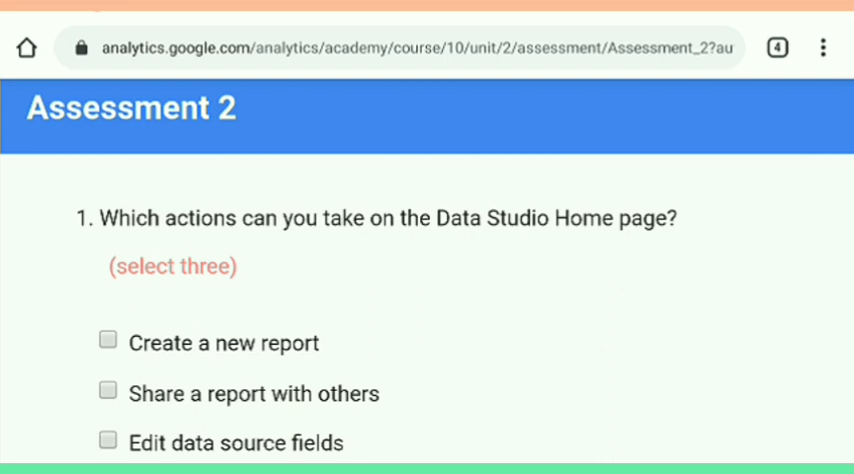 analytics.google.com/analytics/academy/course/10/unit/2/assessment/Assessment_2?au
4
Assessment 2
1. Which actions can you take on the Data Studio Home page?
(select three)
Create a new report
Share a report with others
Edit data source fields